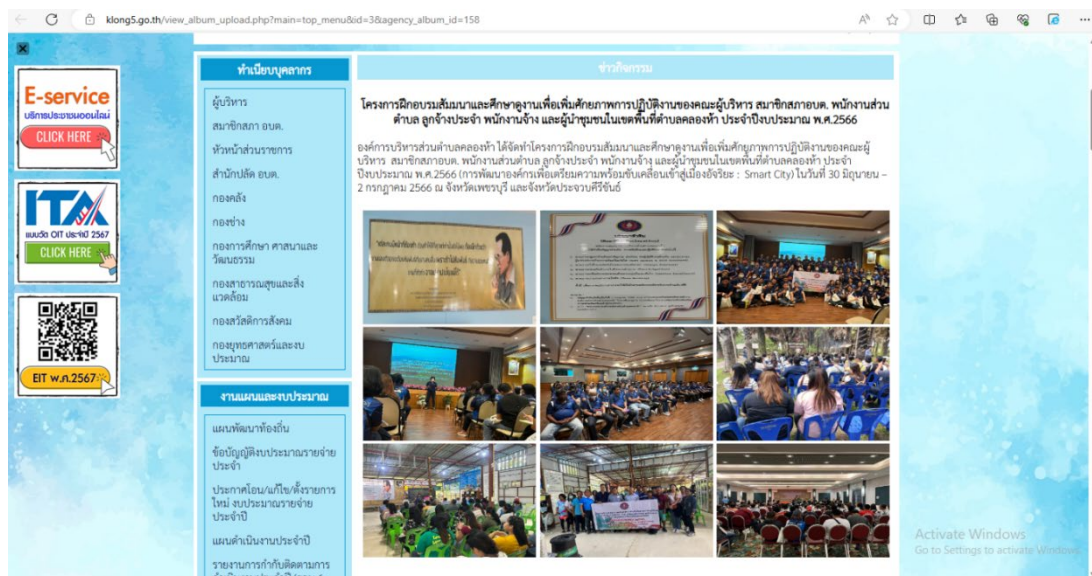 klong5.go.th/view_album_upload.php?main=top_menu&id=3&agency_album_id=158
E-service
บริการประชาชนออนไลน์
CLICK HERE
ITA
แบบวัด OIT ประจำปี 2567
CLICK HERE
EIT พ.ศ.2567
ทำเนียบบุคลากร
ผู้บริหาร
สมาชิกสภา อบต.
หัวหน้าส่วนราชการ
สำนักปลัด อบต.
กองคลัง
กองช่าง
กองการศึกษา ศาสนาและ
วัฒนธรรม
กองสาธารณสุขและสิ่ง
แวดล้อม
กองสวัสดิการสังคม
กองยุทธศาสตร์และงบ
ประมาณ
งานแผนและงบประมาณ
แผนพัฒนาท้องถิ่น
ข้อบัญญัติงบประมาณรายจ่าย
ประจำ
ประกาศโอน/แก้ไข/ตั้งรายการ
ใหม่ งบประมาณรายจ่าย
ประจำปี
แผนดำเนินงานประจำปี
รายงานการกำกับติดตามการ
ข่าวกิจกรรม
โครงการฝึกอบรมสัมมนาและศึกษาดูงานเพื่อเพิ่มศักยภาพการปฏิบัติงานของคณะผู้บริหาร สมาชิกสภาอบต. พนักงานส่วน
ตำบล ลูกจ้างประจำ พนักงานจ้าง และผู้นำชุมชนในเขตพื้นที่ตำบลคลองห้า ประจำปีงบประมาณ พ.ศ.2566
องค์การบริหารส่วนตำบลคลองห้า ได้จัดทำโครงการฝึกอบรมสัมมนาและศึกษาดูงานเพื่อเพิ่มศักยภาพการปฏิบัติงานของคณะผู้
บริหาร สมาชิกสภาอบต. พนักงานส่วนตำบล ลูกจ้างประจำ พนักงานจ้าง และผู้นำชุมชนในเขตพื้นที่ตำบลคลองห้า ประจำ
ปีงบประมาณ พ.ศ.2566 (การพัฒนาองค์กรเพื่อเตรียมความพร้อมขับเคลื่อนเข้าสู่เมืองอัจริยะ : Smart City) ในวันที่ 30 มิถุนายน –
2 กรกฎาคม 2566 ณ จังหวัดเพชรบุรี และจังหวัดประจวบคีรีขันธ์
Activate Windows
Go to Settings to activate Windows.